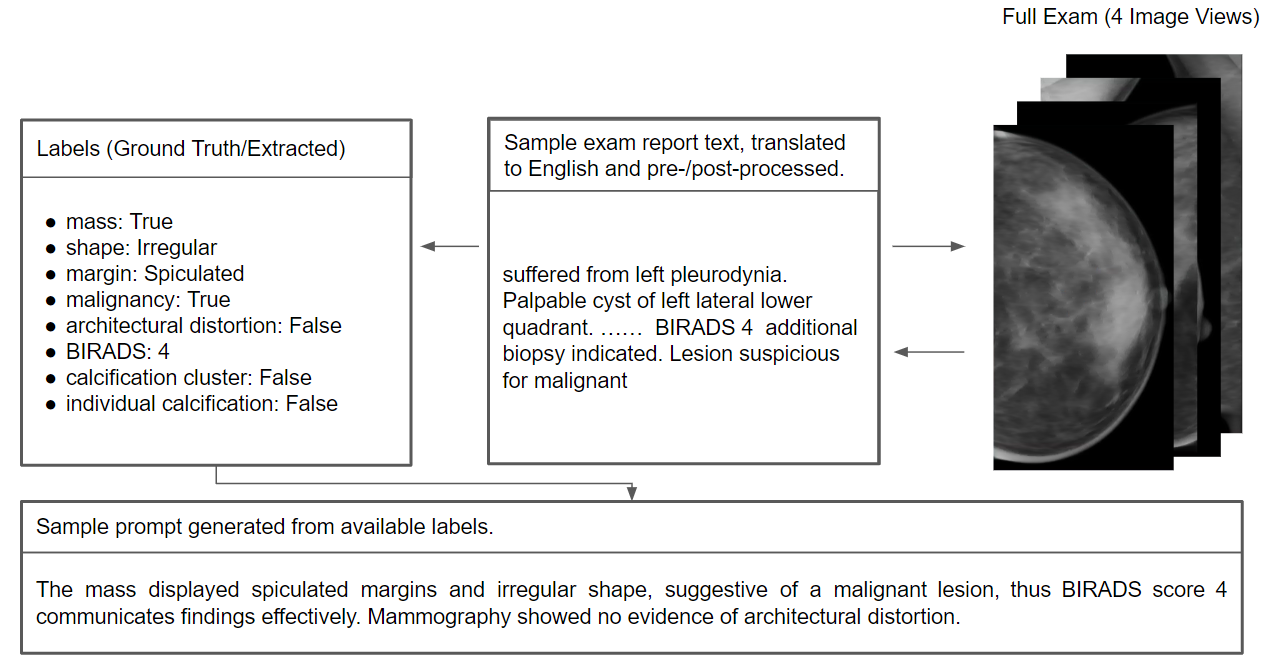 Full Exam (4 Image Views)
Labels (Ground Truth/Extracted)
● mass: True
● shape: Irregular
● margin: Spiculated
● malignancy: True
● architectural distortion: False
● BIRADS: 4
● calcification cluster: False
● individual calcification: False
Sample exam report text, translated
to English and pre-/post-processed.
suffered from left pleurodynia.
Palpable cyst of left lateral lower
quadrant. …… BIRADS 4 additional
biopsy indicated. Lesion suspicious
for malignant
Sample prompt generated from available labels.
The mass displayed spiculated margins and irregular shape, suggestive of a malignant lesion, thus BIRADS score 4
communicates findings effectively. Mammography showed no evidence of architectural distortion.